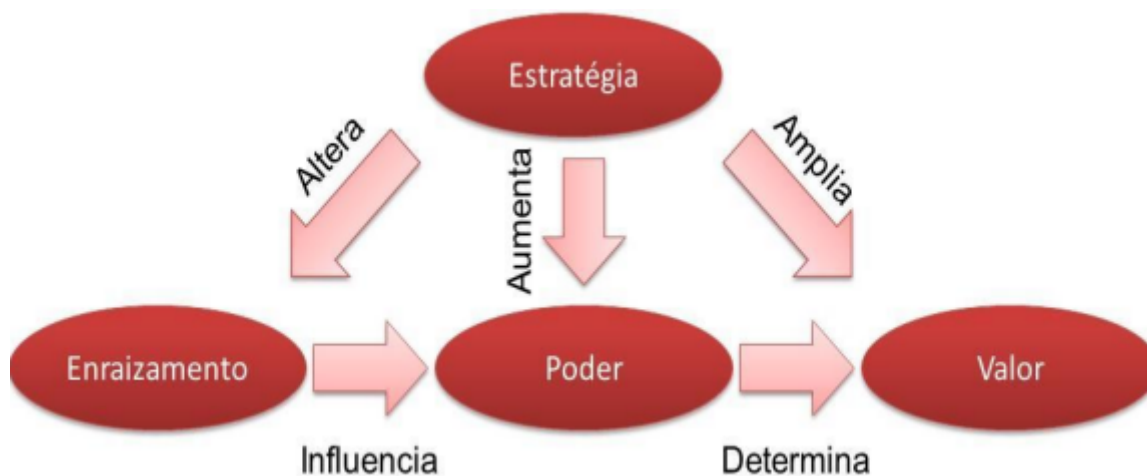 Estratégia
Altera
Aumenta
Amplia
Enraizamento
Poder
Valor
Influencia
Determina